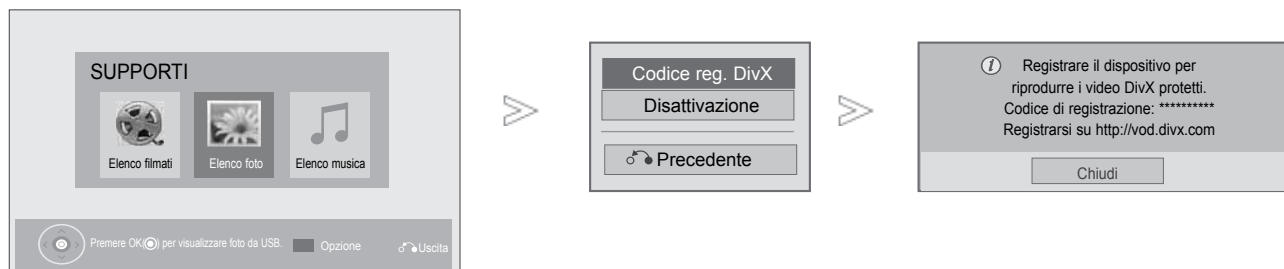 SUPPORTI
Elenco filmati
Elenco foto
Elenco musica
Premere OK(◉) per visualizzare foto da USB.
Opzione
Uscita
Codice reg. DivX
Disattivazione
Precedente
Registrare il dispositivo per
riprodurre i video DivX protetti.
Codice di registrazione: **********
Registrarsi su http://vod.divx.com
Chiudi